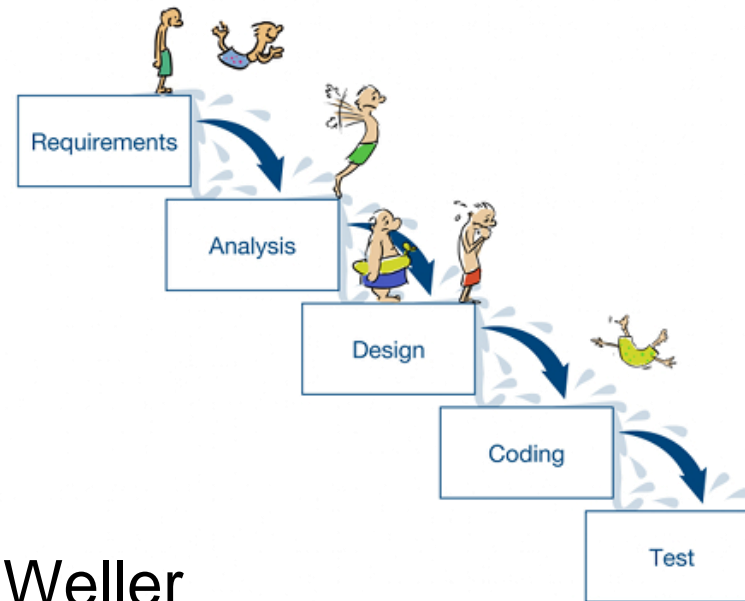 Requirements
Analysis
Design
Coding
Test
Weller